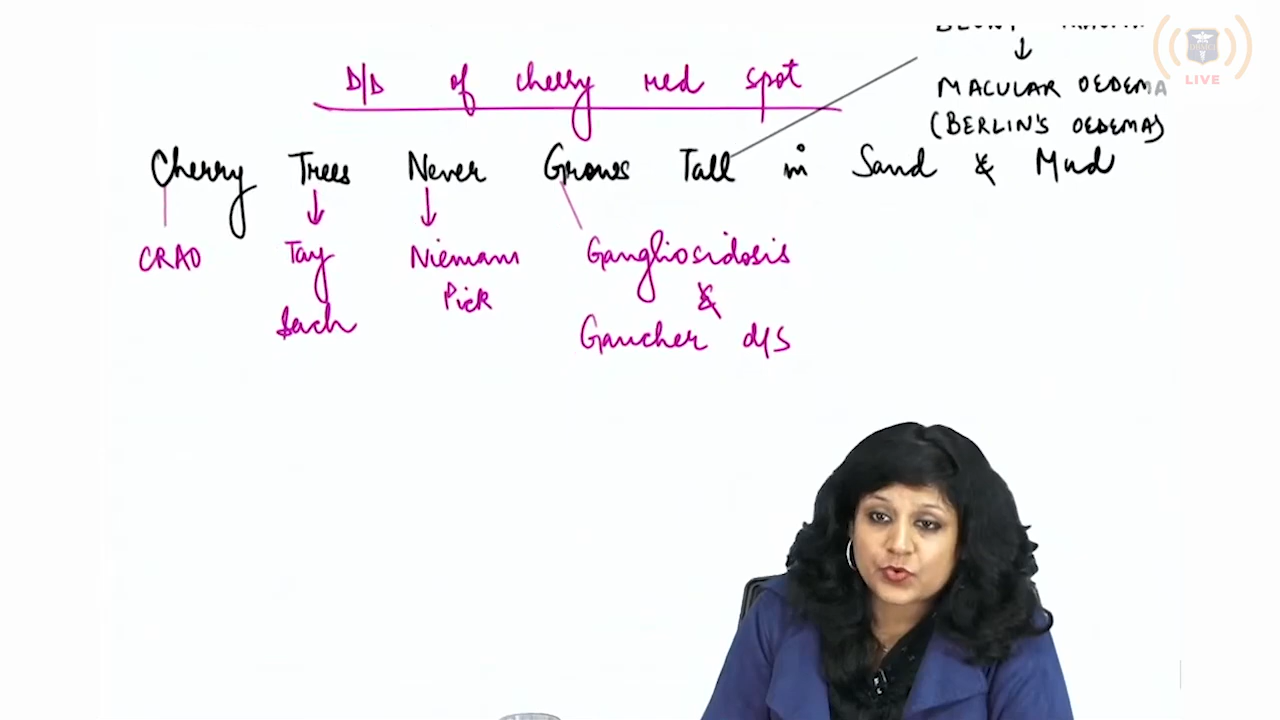 D/D of cherry red spot
MACULAR OEDEMA
(BERLIN'S OEDEMA)
Cherry Trees Never Grows Tall in Sand & Mud
CRAO
Tay
Sach
Niemann
Pick
Gangliosidosis
&
Gaucher d/s
LIVE